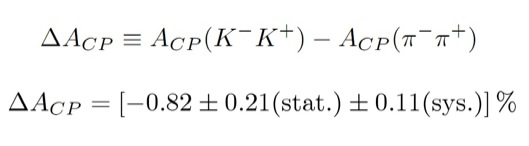 ΔA_{CP} ≡ A_{CP}(K⁻K⁺) − A_{CP}(π⁻π⁺)
ΔA_{CP} = [−0.82 ± 0.21(stat.) ± 0.11(sys.)] %